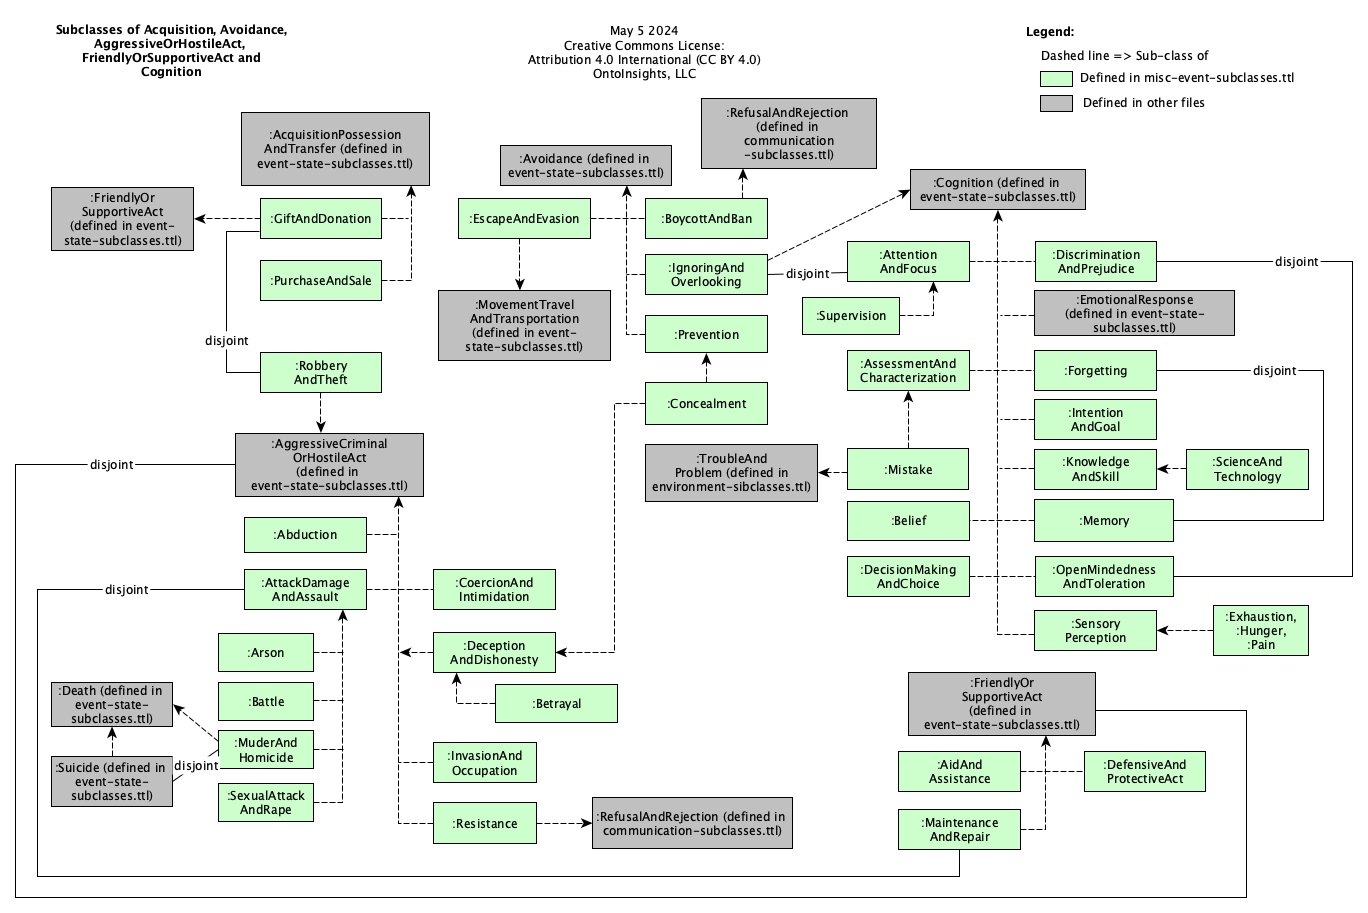 Subclasses of Acquisition, Avoidance,
AggressiveOrHostileAct,
FriendlyOrSupportiveAct and
Cognition
May 5 2024
Creative Commons License:
Attribution 4.0 International (CC BY 4.0)
OntoInsights, LLC
Legend:
Dashed line => Sub-class of
Defined in misc-event-subclasses.ttl
Defined in other files
:AcquisitionPossession
AndTransfer (defined in
event-state-subclasses.ttl)
:FriendlyOr
SupportiveAct
(defined in event-
state-subclasses.ttl)
:GiftAndDonation
:PurchaseAndSale
disjoint
:Robbery
AndTheft
:Avoidance (defined in
event-state-subclasses.ttl)
:RefusalAndRejection
(defined in
communication
-subclasses.ttl)
:EscapeAndEvasion
:BoycottAndBan
:IgnoringAnd
Overlooking
disjoint
:MovementTravel
AndTransportation
(defined in event-
state-subclasses.ttl)
:Prevention
:Concealment
:Cognition (defined in
event-state-subclasses.ttl)
:Attention
AndFocus
:Discrimination
AndPrejudice
disjoint
:Supervision
:EmotionalResponse
(defined in event-state-
subclasses.ttl)
:AssessmentAnd
Characterization
:Forgetting
disjoint
:Intention
AndGoal
:TroubleAnd
Problem (defined in
environment-sibclasses.ttl)
:Mistake
:Knowledge
AndSkill
:ScienceAnd
Technology
:Belief
:Memory
:DecisionMaking
AndChoice
:OpenMindedness
AndToleration
:Sensory
Perception
:Exhaustion,
:Hunger,
:Pain
disjoint
:AggressiveCriminal
OrHostileAct
(defined in
event-state-subclasses.ttl)
:Abduction
disjoint
:AttackDamage
AndAssault
:CoercionAnd
Intimidation
:Arson
:Deception
AndDishonesty
:Battle
:Betrayal
:Death (defined in
event-state-
subclasses.ttl)
:MuderAnd
Homicide
disjoint
:Suicide (defined in
event-state-
subclasses.ttl)
:SexualAttack
AndRape
:InvasionAnd
Occupation
:Resistance
:RefusalAndRejection (defined in
communication-subclasses.ttl)
:FriendlyOr
SupportiveAct
(defined in
event-state-subclasses.ttl)
:AidAnd
Assistance
:DefensiveAnd
ProtectiveAct
:Maintenance
AndRepair